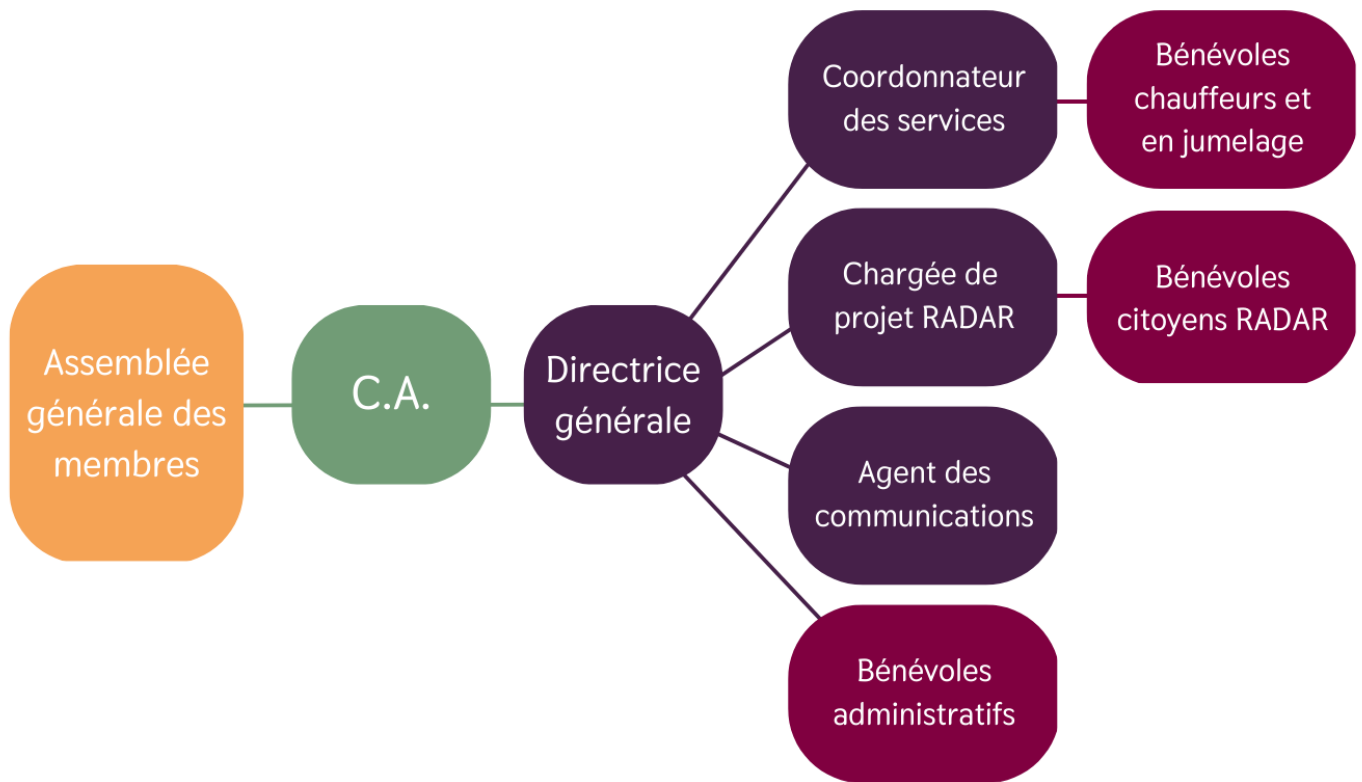 Assemblée
générale des
membres
C.A.
Directrice
générale
Coordonnateur
des services
Bénévoles
chauffeurs et
en jumelage
Chargée de
projet RADAR
Bénévoles
citoyens RADAR
Agent des
communications
Bénévoles
administratifs